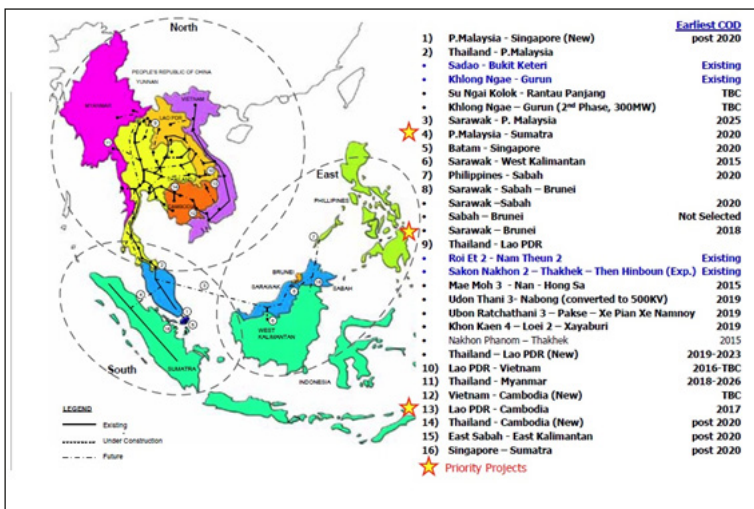 North
PEOPLE'S REPUBLIC OF CHINA
YUNNAN
MYANMAR
VIETNAM
LAO PDR
CAMBODIA
East
PHILIPPINES
BRUNEI
SARAWAK
SABAH
WEST
KALIMANTAN
South
SUMATRA
INDONESIA
LEGEND
Existing
Under Construction
Future
Earliest COD
1) P.Malaysia - Singapore (New) post 2020
2) Thailand - P.Malaysia
• Sadao - Bukit Keteri Existing
• Khlong Ngae - Gurun Existing
• Su Ngai Kolok - Rantau Panjang TBC
• Khlong Ngae – Gurun (2nd Phase, 300MW) TBC
3) Sarawak - P. Malaysia 2025
4) P.Malaysia - Sumatra 2020
5) Batam - Singapore 2020
6) Sarawak - West Kalimantan 2015
7) Philippines - Sabah 2020
8) Sarawak - Sabah – Brunei
• Sarawak –Sabah 2020
• Sabah – Brunei Not Selected
• Sarawak – Brunei 2018
9) Thailand - Lao PDR
• Roi Et 2 - Nam Theun 2 Existing
• Sakon Nakhon 2 – Thakhek – Then Hinboun (Exp.) Existing
• Mae Moh 3 - Nan - Hong Sa 2015
• Udon Thani 3- Nabong (converted to 500KV) 2019
• Ubon Ratchathani 3 – Pakse – Xe Pian Xe Namnoy 2019
• Khon Kaen 4 – Loei 2 – Xayaburi 2019
• Nakhon Phanom – Thakhek 2015
• Thailand – Lao PDR (New) 2019-2023
10) Lao PDR - Vietnam 2016-TBC
11) Thailand - Myanmar 2018-2026
12) Vietnam - Cambodia (New) TBC
13) Lao PDR - Cambodia 2017
14) Thailand - Cambodia (New) post 2020
15) East Sabah - East Kalimantan post 2020
16) Singapore – Sumatra post 2020
Priority Projects